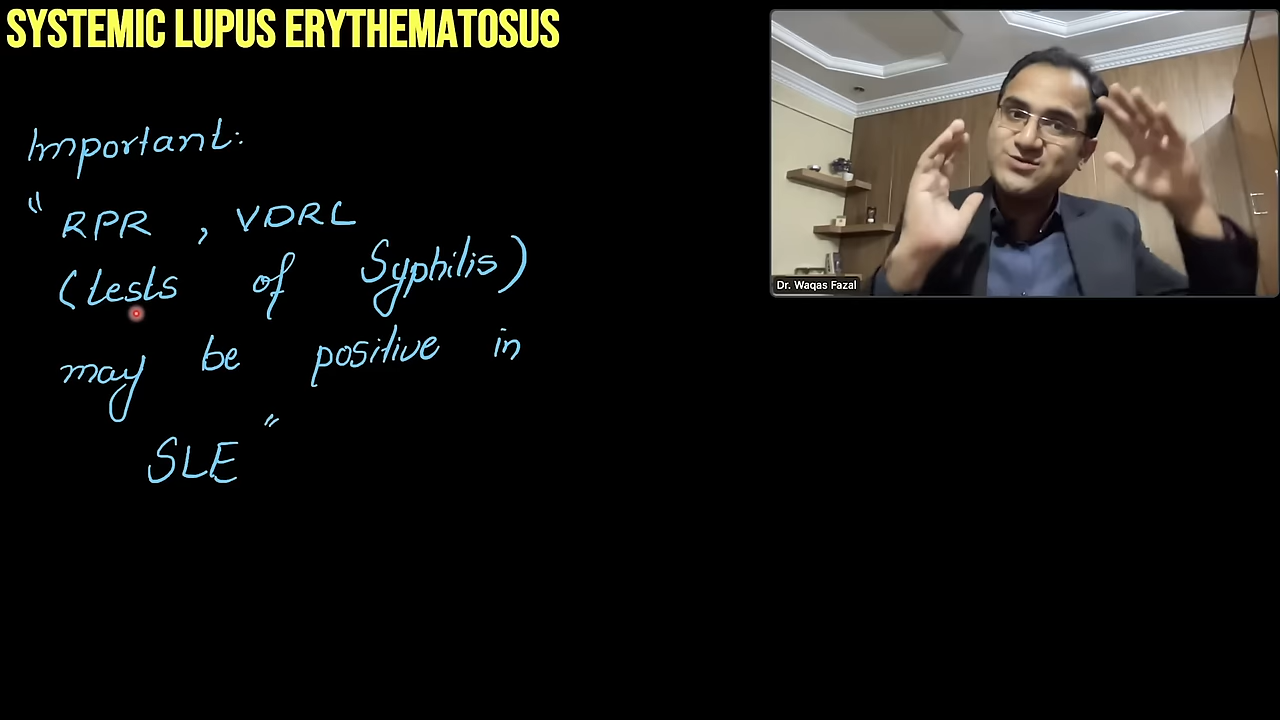 SYSTEMIC LUPUS ERYTHEMATOSUS
Important:
" RPR , VDRL
(tests of Syphilis)
may be positive in
SLE "
Dr. Waqas Fazal